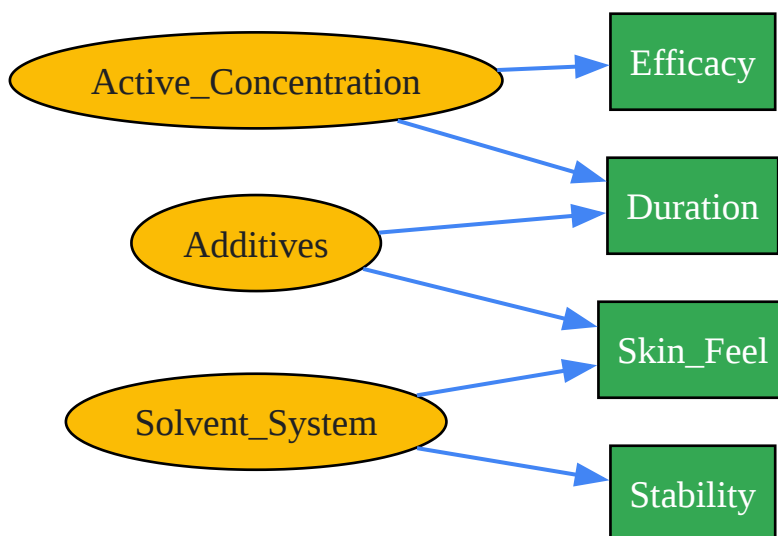 Active_Concentration
Efficacy
Duration
Additives
Skin_Feel
Solvent_System
Stability